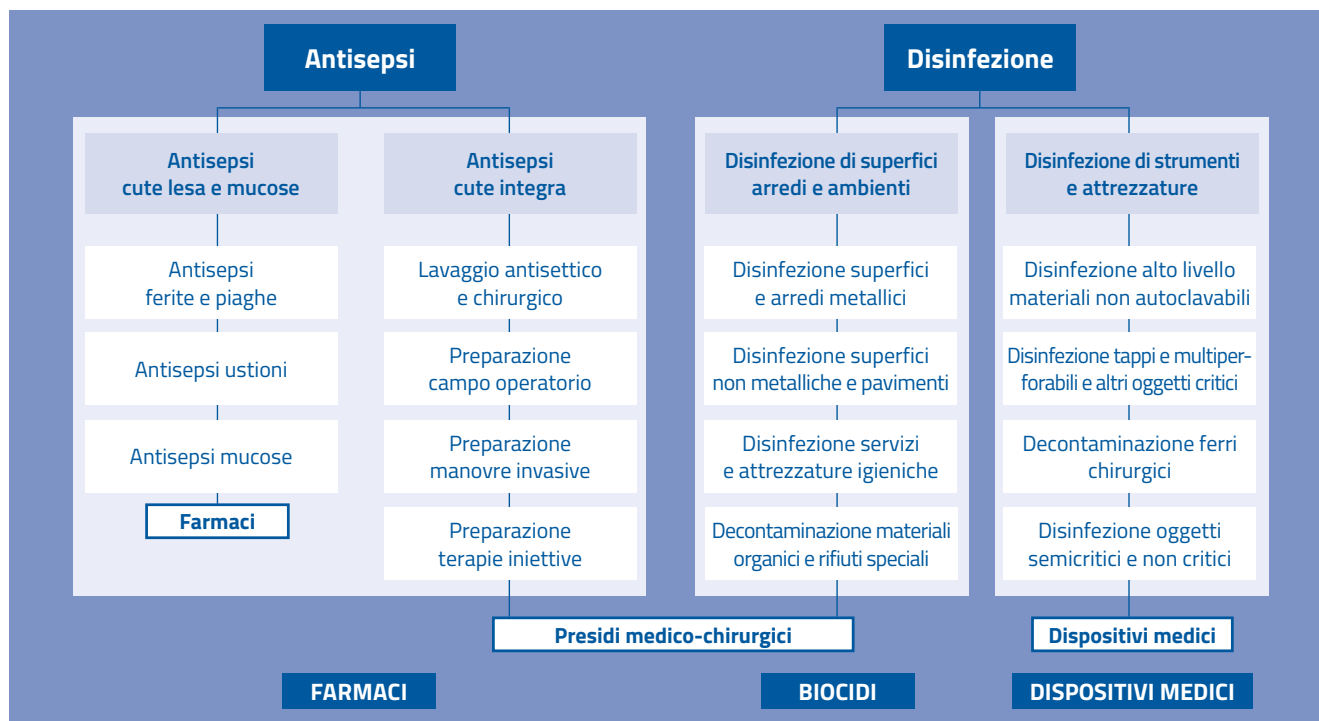 Antisepsi
Disinfezione
Antisepsi
cute lesa e mucose
Antisepsi
cute integra
Disinfezione di superfici
arredi e ambienti
Disinfezione di strumenti
e attrezzature
Antisepsi
ferite e piaghe
Lavaggio antisettico
e chirurgico
Disinfezione superfici
e arredi metallici
Disinfezione alto livello
materiali non autoclavabili
Antisepsi ustioni
Preparazione
campo operatorio
Disinfezione superfici
non metalliche e pavimenti
Disinfezione tappi e multiper-
forabili e altri oggetti critici
Antisepsi mucose
Preparazione
manovre invasive
Disinfezione servizi
e attrezzature igieniche
Decontaminazione ferri
chirurgici
Farmaci
Preparazione
terapie iniettive
Decontaminazione materiali
organici e rifiuti speciali
Disinfezione oggetti
semicritici e non critici
Presidi medico-chirurgici
Dispositivi medici
FARMACI
BIOCIDI
DISPOSITIVI MEDICI